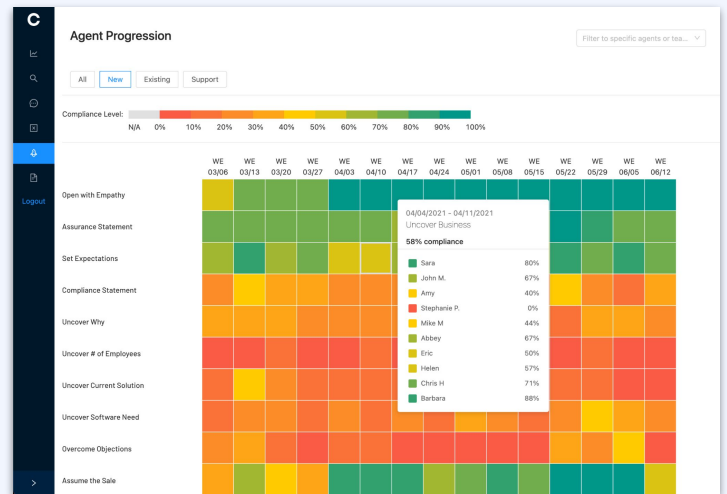 C
Agent Progression
Filter to specific agents or tea...
All New Existing Support
Compliance Level:
N/A 0% 10% 20% 30% 40% 50% 60% 70% 80% 90% 100%
WE WE WE WE WE WE WE WE WE WE WE WE WE WE WE
03/06 03/13 03/20 03/27 04/03 04/10 04/17 04/24 05/01 05/08 05/15 05/22 05/29 06/05 06/12
Open with Empathy
Assurance Statement
Set Expectations
Compliance Statement
Uncover Why
Uncover # of Employees
Uncover Current Solution
Uncover Software Need
Overcome Objections
Assume the Sale
04/04/2021 - 04/11/2021
Uncover Business
58% compliance
Sara 80%
John M. 67%
Amy 40%
Stephanie P. 0%
Mike M 44%
Abbey 67%
Eric 50%
Helen 57%
Chris H 71%
Barbara 88%
Logout